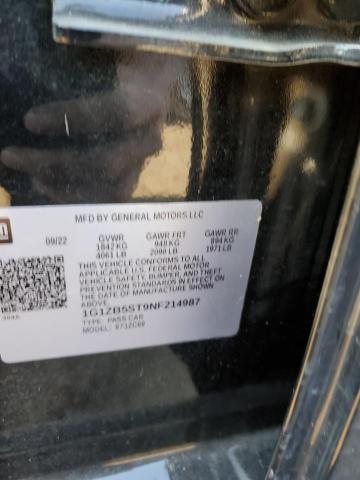 MFD BY GENERAL MOTORS LLC
09/22 GVWR GAWR FRT GAWR RR
1842 KG 948 KG 894 KG
4061 LB 2090 LB 1971 LB
THIS VEHICLE CONFORMS TO ALL
APPLICABLE U.S. FEDERAL MOTOR
VEHICLE SAFETY, BUMPER, AND THEFT
PREVENTION STANDARDS IN EFFECT ON
THE DATE OF MANUFACTURE SHOWN
ABOVE.
1G1ZB5ST9NF214987
TYPE: PASS CAR
MODEL: 1ZC69